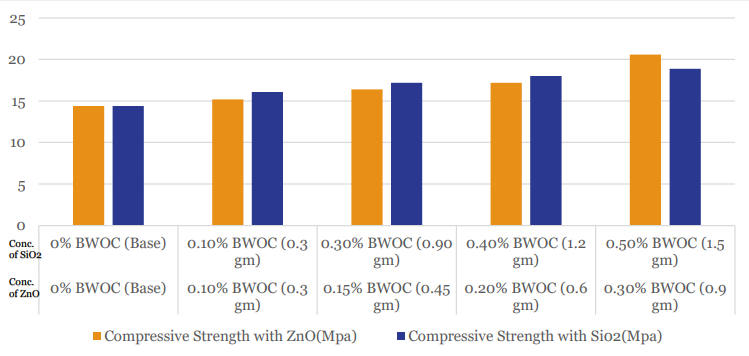 25
20
15
10
5
0
Conc. of SiO2
0% BWOC (Base)
0.10% BWOC (0.3 gm)
0.30% BWOC (0.90 gm)
0.40% BWOC (1.2 gm)
0.50% BWOC (1.5 gm)
Conc. of ZnO
0% BWOC (Base)
0.10% BWOC (0.3 gm)
0.15% BWOC (0.45 gm)
0.20% BWOC (0.6 gm)
0.30% BWOC (0.9 gm)
Compressive Strength with ZnO(Mpa)
Compressive Strength with Si02(Mpa)